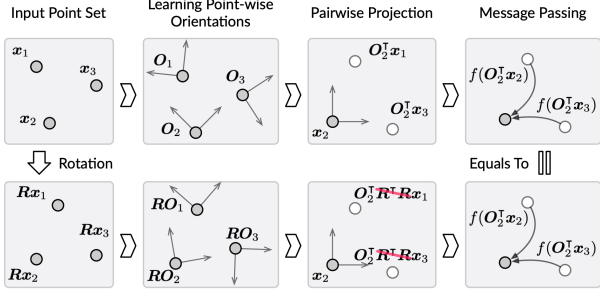 Input Point Set
Learning Point-wise
Orientations
Pairwise Projection
Message Passing
x₁
x₃
x₂
O₁
O₃
O₂
O₂ᵀx₁
O₂ᵀx₃
x₂
f(O₂ᵀx₂)
f(O₂ᵀx₃)
Rotation
Equals To
Rx₁
Rx₃
Rx₂
RO₁
RO₃
RO₂
O₂ᵀRᵀRx₁
O₂ᵀRᵀRx₃
x₂
f(O₂ᵀx₂)
f(O₂ᵀx₃)